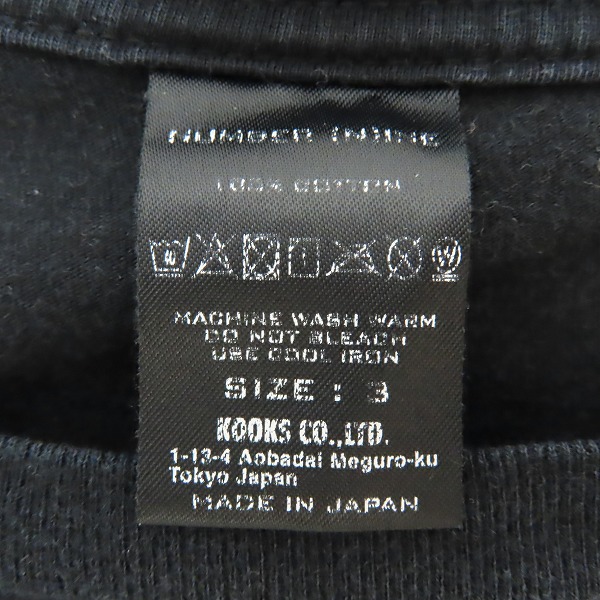 NUMBER (N)INE
100% COTTON
MACHINE WASH WARM
DO NOT BLEACH
USE COOL IRON
SIZE : 3
KOOKS CO.,LTD.
1-13-4 Aobadai Meguro-ku
Tokyo Japan
MADE IN JAPAN